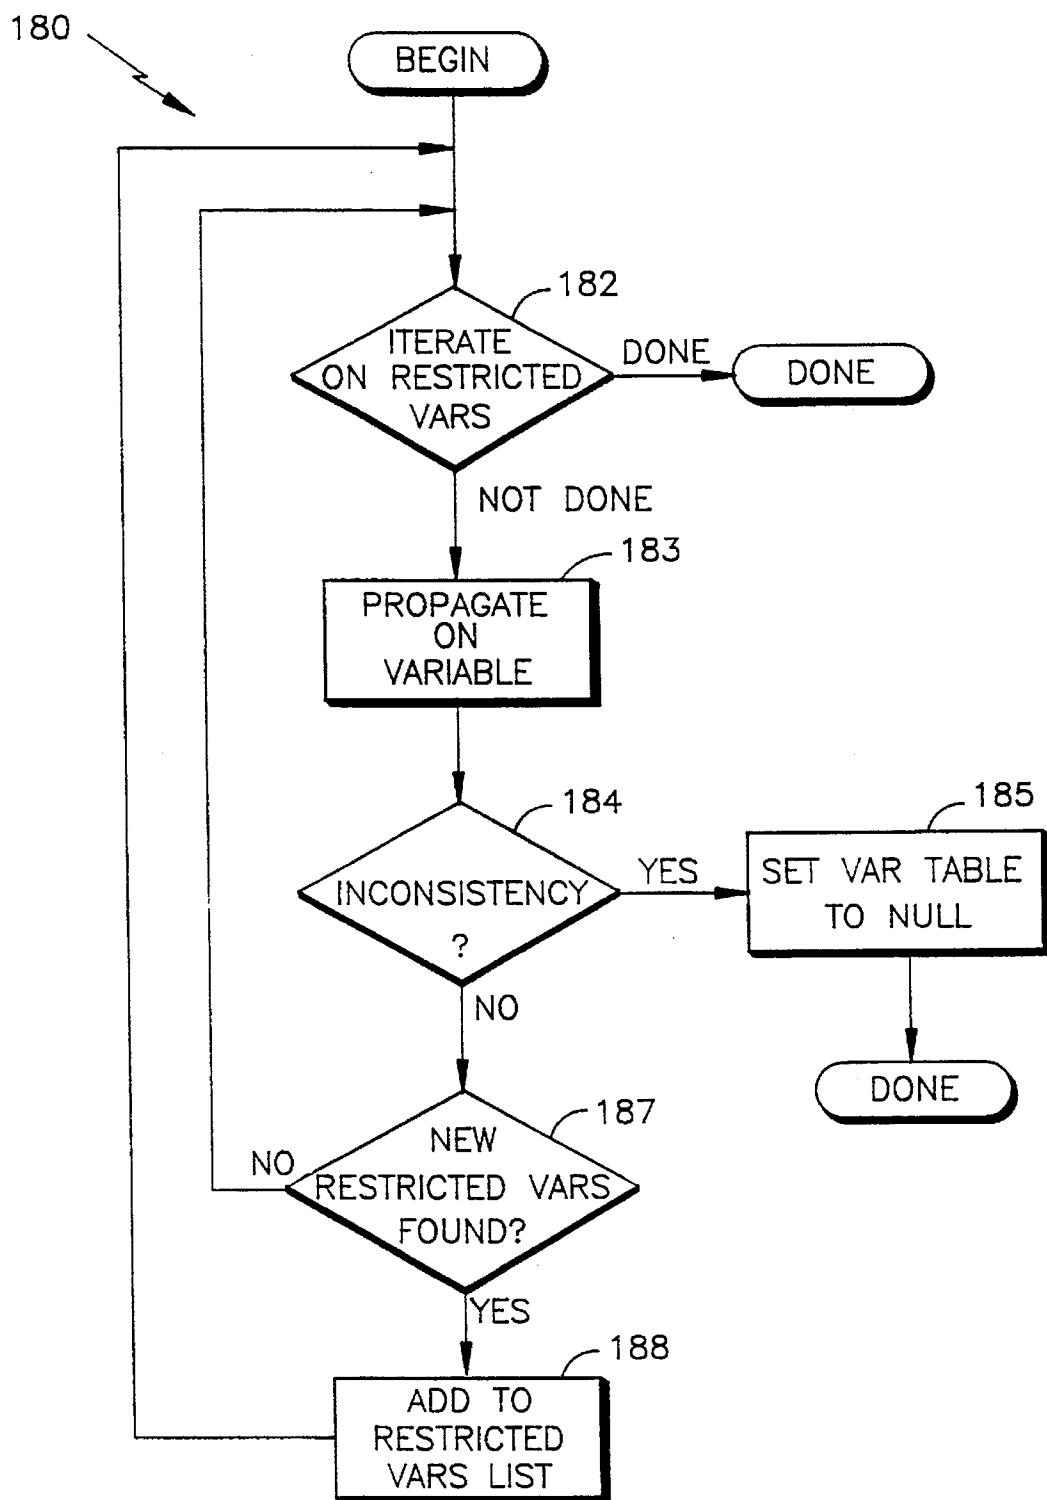 180
BEGIN
182
ITERATE
ON RESTRICTED
VARS
DONE
DONE
NOT DONE
183
PROPAGATE
ON
VARIABLE
184
INCONSISTENCY
?
YES
185
SET VAR TABLE
TO NULL
NO
DONE
187
NEW
RESTRICTED VARS
FOUND?
NO
YES
188
ADD TO
RESTRICTED
VARS LIST